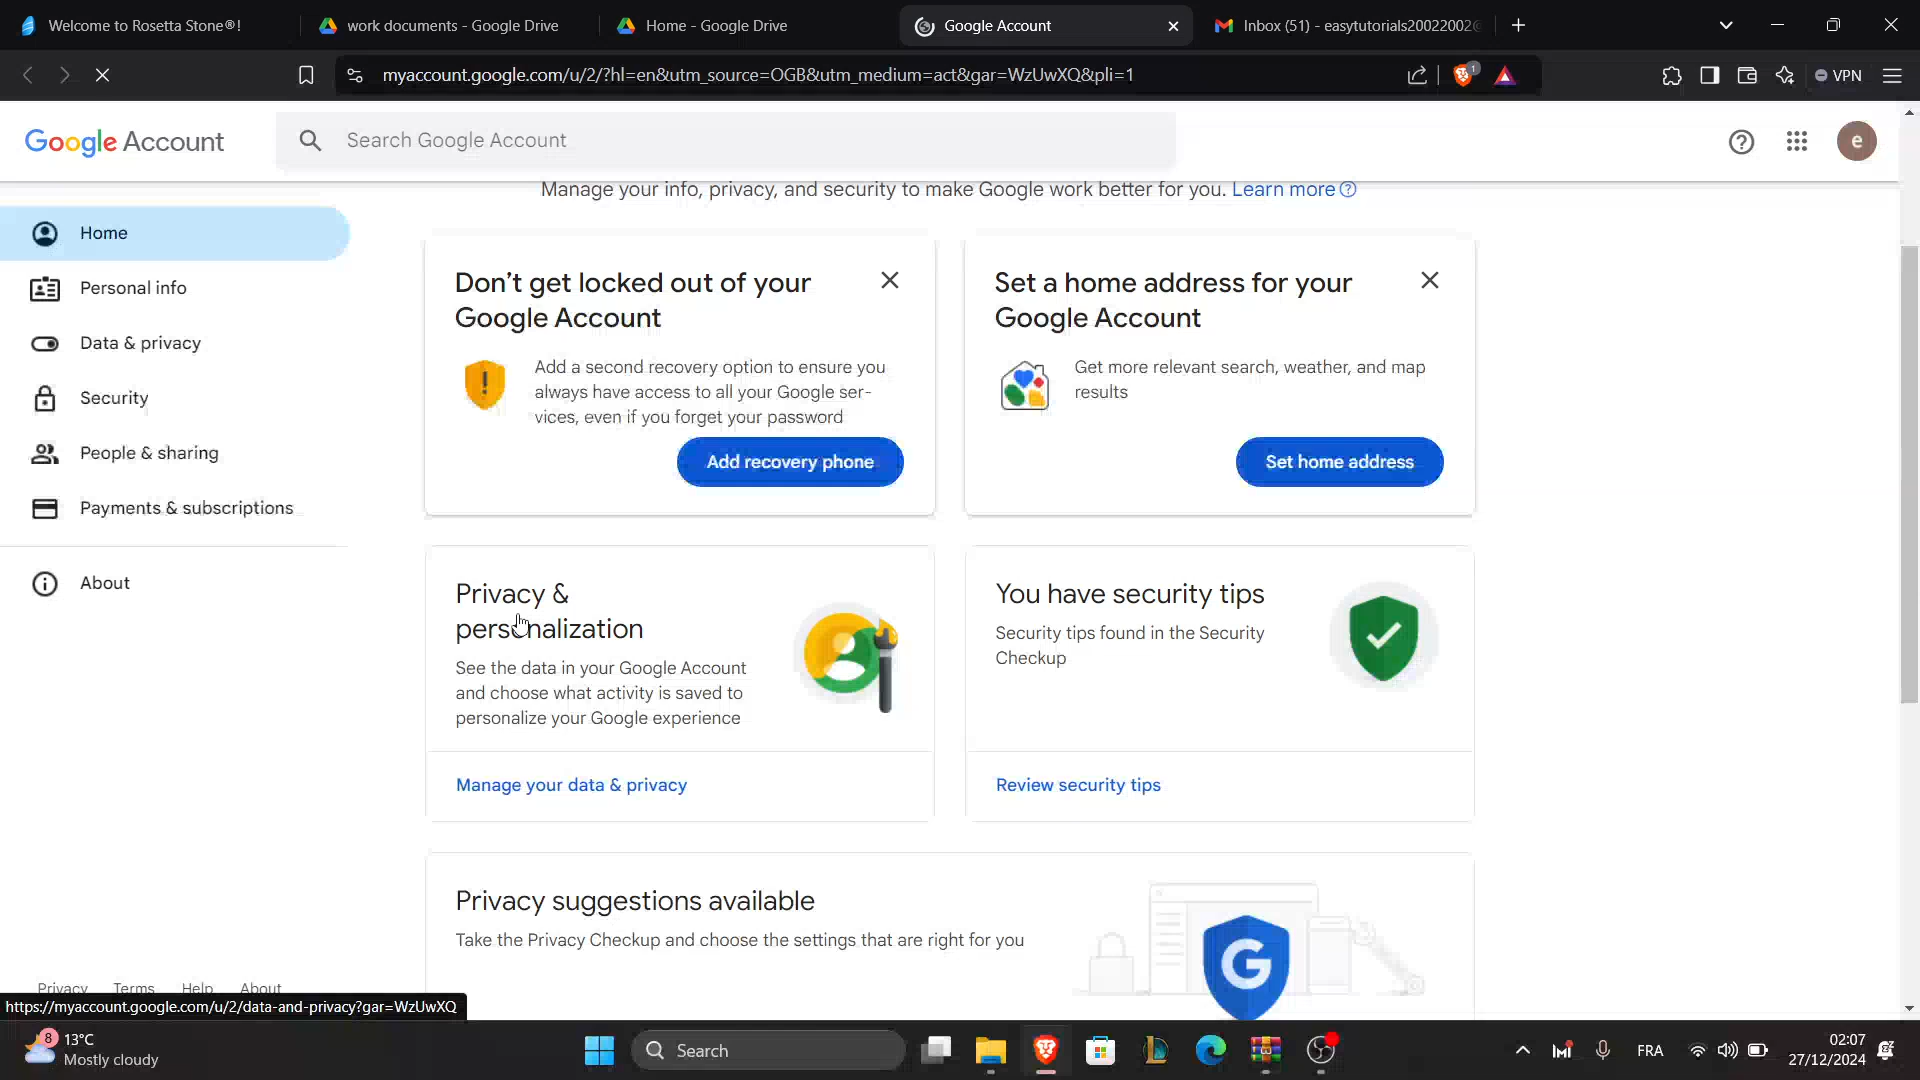 Welcome to Rosetta Stone®!
work documents - Google Drive
Home - Google Drive
Google Account
Inbox (51) - easytutorials20022002@
myaccount.google.com/u/2/?hl=en&utm_source=OGB&utm_medium=act&gar=WzUwXQ&pli=1
1
VPN
Google Account
Search Google Account
e
Manage your info, privacy, and security to make Google work better for you. Learn more
Home
Personal info
Data & privacy
Security
People & sharing
Payments & subscriptions
About
Don't get locked out of your
Google Account
Add a second recovery option to ensure you
always have access to all your Google ser-
vices, even if you forget your password
Add recovery phone
Set a home address for your
Google Account
Get more relevant search, weather, and map
results
Set home address
Privacy &
personalization
See the data in your Google Account
and choose what activity is saved to
personalize your Google experience
Manage your data & privacy
You have security tips
Security tips found in the Security
Checkup
Review security tips
Privacy suggestions available
Take the Privacy Checkup and choose the settings that are right for you
G
Privacy Terms Help About
https://myaccount.google.com/u/2/data-and-privacy?gar=WzUwXQ
8
13°C
Mostly cloudy
Search
FRA
02:07
27/12/2024